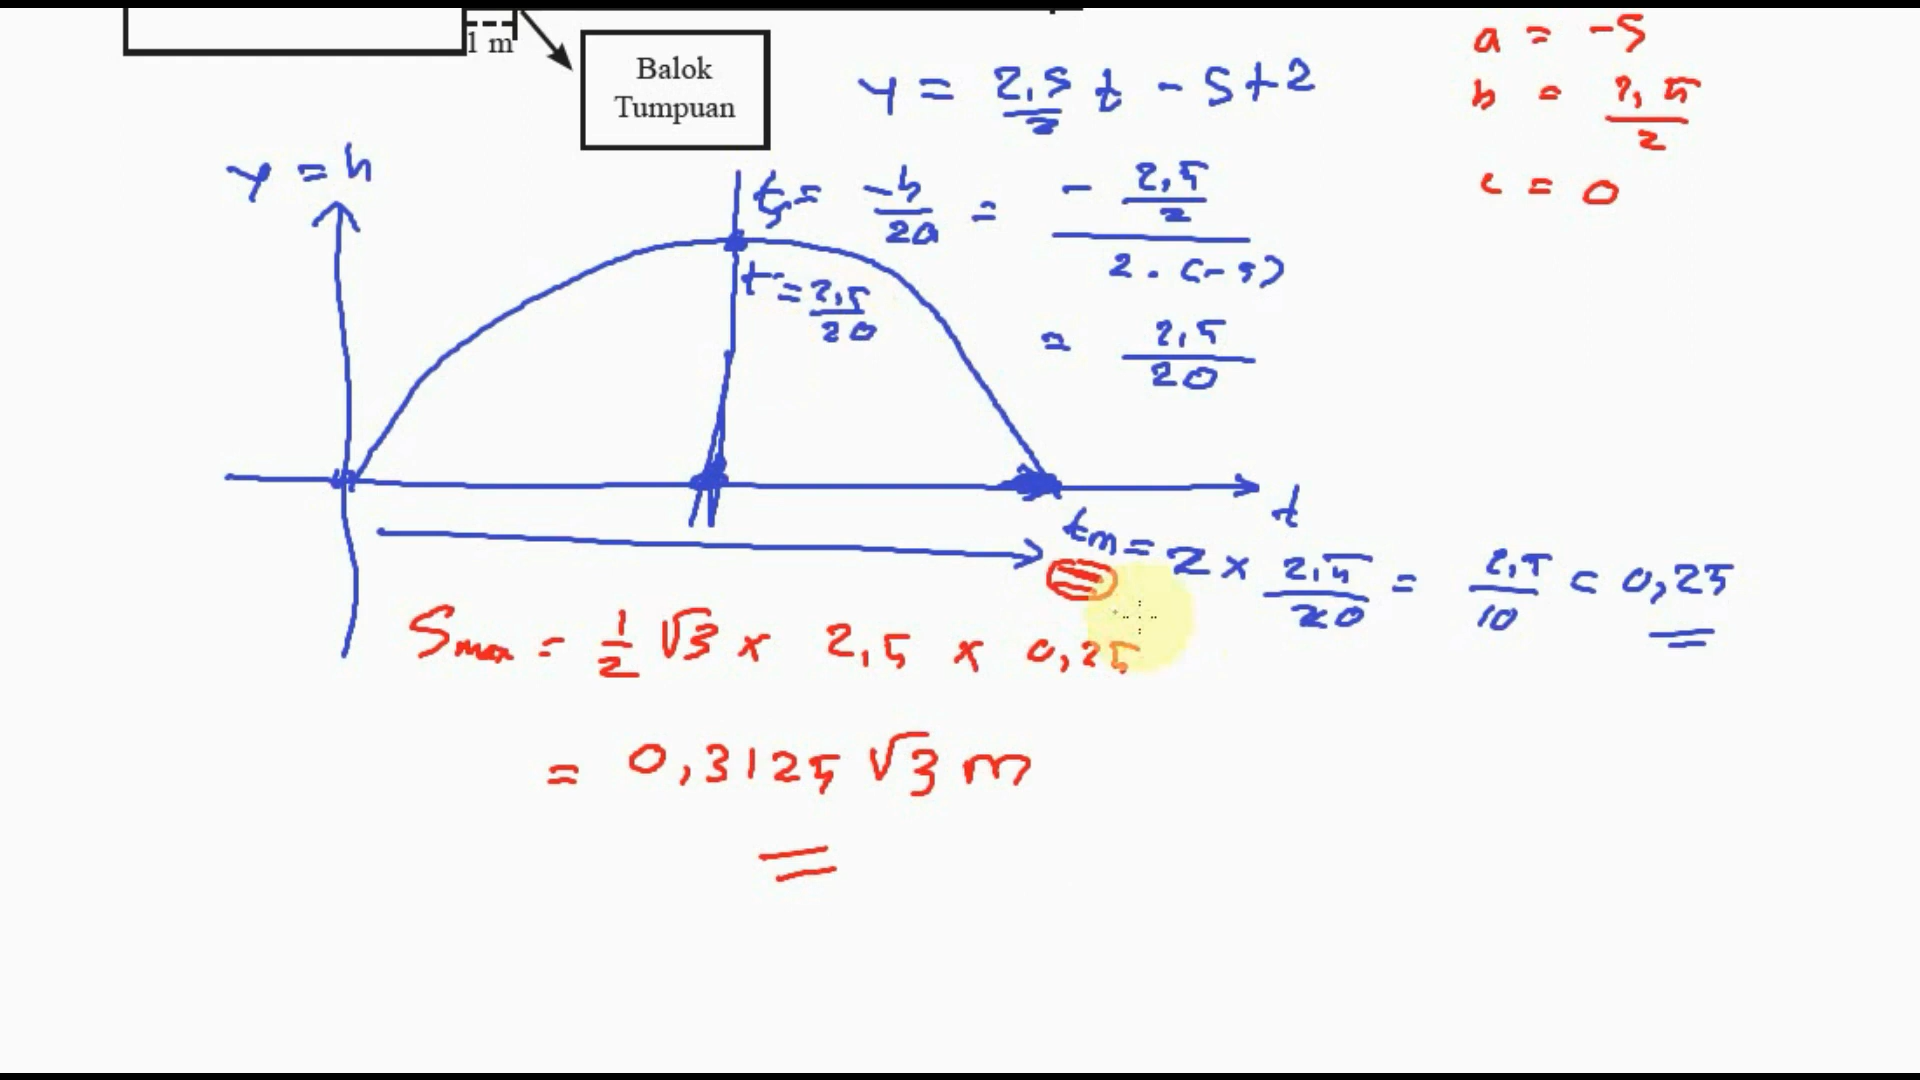 1 m
Balok
Tumpuan
y = 2,5/2 t - 5t2
a = -5
b = 2,5/2
c = 0
y = h
ts = -b/2a = - 2,5/2 / 2 . (-5)
t = 2,5/20
= 2,5/20
t
tm = 2 x 2,5/20 = 2,5/10 = 0,25
Smax = 1/2 √3 x 2,5 x 0,25
= 0,3125 √3 m